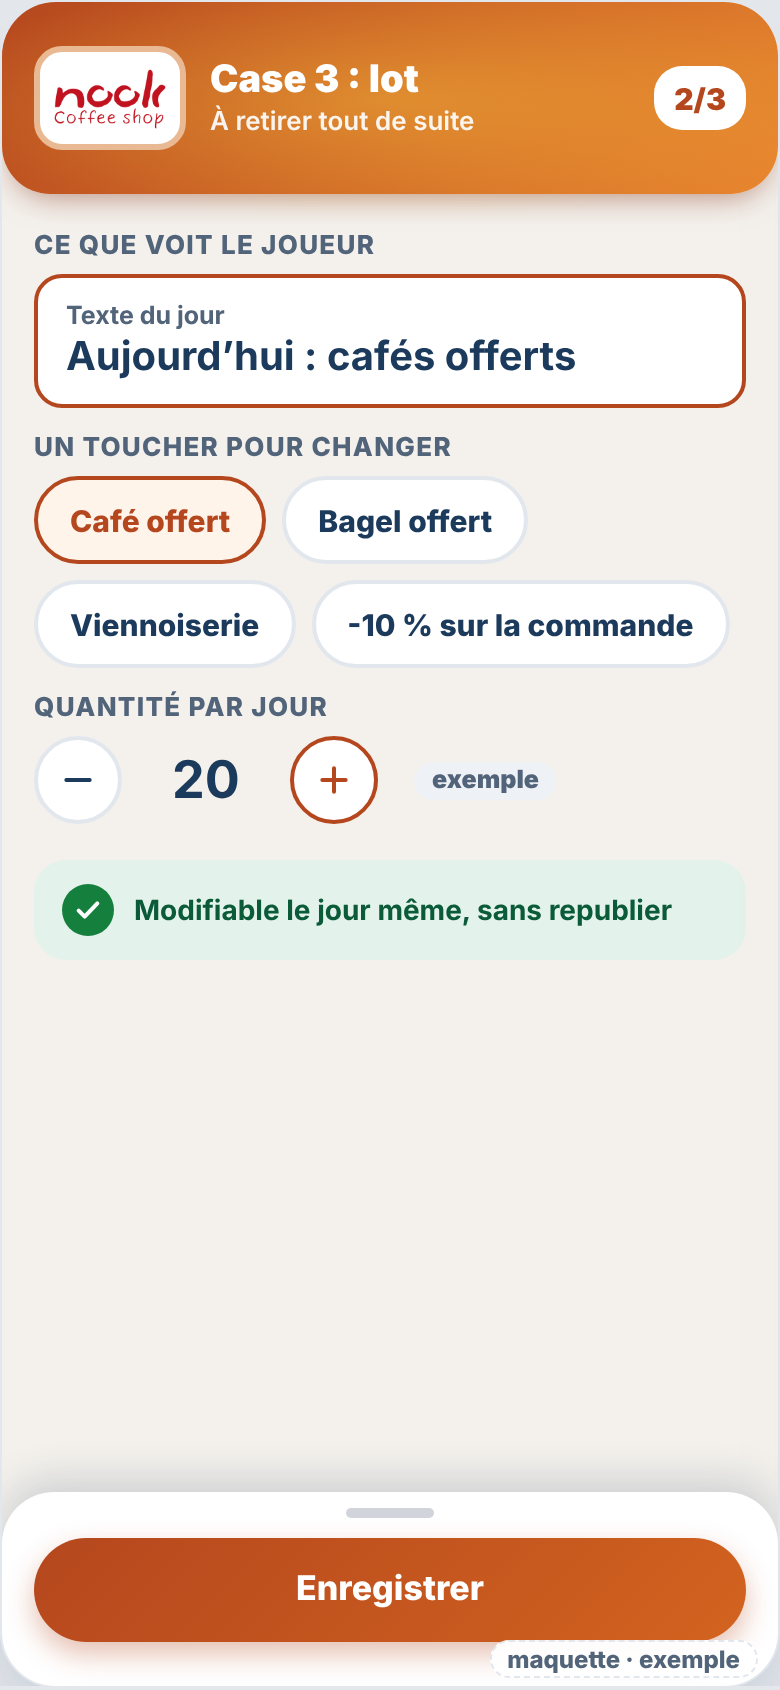 nook
Coffee shop
Case 3 : lot
À retirer tout de suite
2/3
CE QUE VOIT LE JOUEUR
Texte du jour
Aujourd’hui : cafés offerts
UN TOUCHER POUR CHANGER
Café offert
Bagel offert
Viennoiserie
-10 % sur la commande
QUANTITÉ PAR JOUR
− 20 + exemple
Modifiable le jour même, sans republier
Enregistrer
maquette · exemple